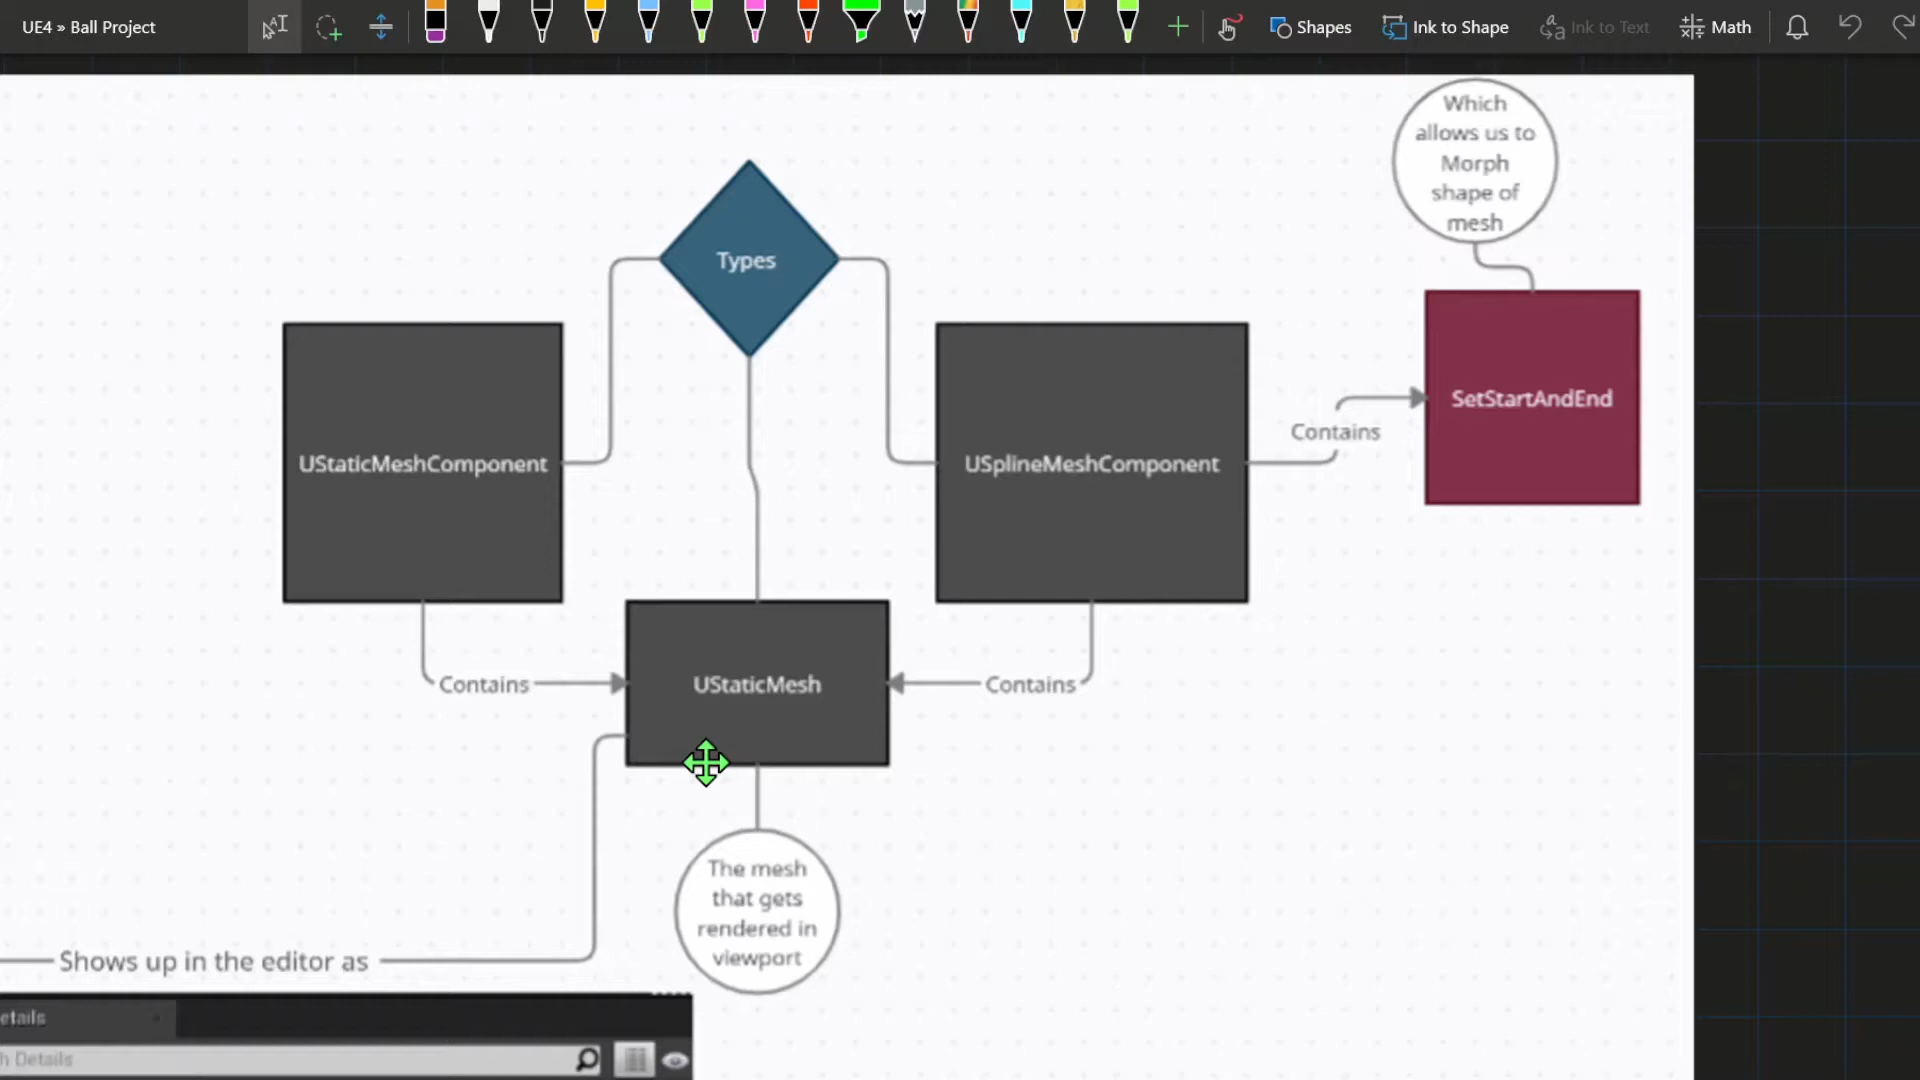 UE4 » Ball Project
Shapes
Ink to Shape
Ink to Text
Math
Which
allows us to
Morph
shape of
mesh
Types
SetStartAndEnd
Contains
UStaticMeshComponent
USplineMeshComponent
Contains
UStaticMesh
Contains
The mesh
that gets
rendered in
viewport
Shows up in the editor as
etails
h Details